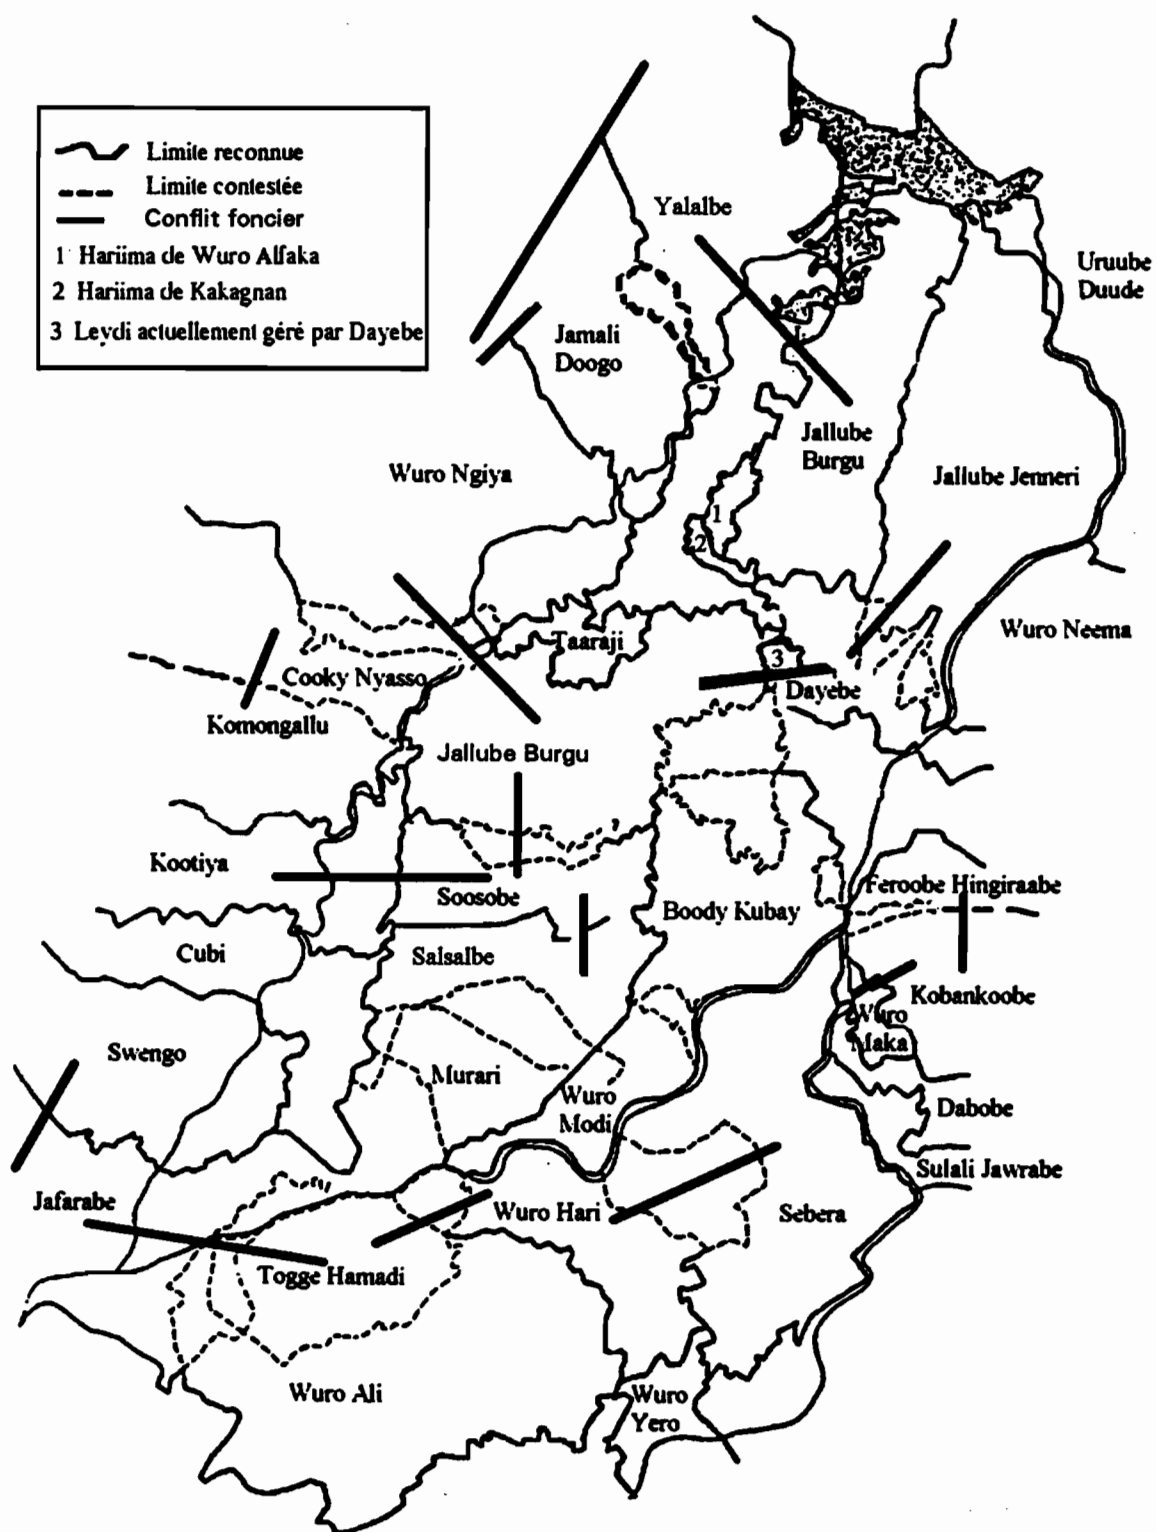 Limite reconnue
Limite contestée
Conflit foncier
1 Hariima de Wuro Alfaka
2 Hariima de Kakagnan
3 Leydi actuellement géré par Dayebe
Yalalbe
Uruube
Duude
Jamali
Doogo
Jallube
Burgu
Wuro Ngiya
Jallube Jenneri
1
2
Wuro Neema
Taaraji
3
Cooky Nyasso
Dayebe
Komongallu
Jallube Burgu
Kootiya
Soosobe
Feroobe Hingiraabe
Boody Kubay
Cubi
Salsalbe
Kobankoobe
Wuro
Maka
Swengo
Murari
Wuro
Modi
Dabobe
Sulali Jawrabe
Jafarabe
Wuro Hari
Sebera
Togge Hamadi
Wuro Ali
Wuro
Yero